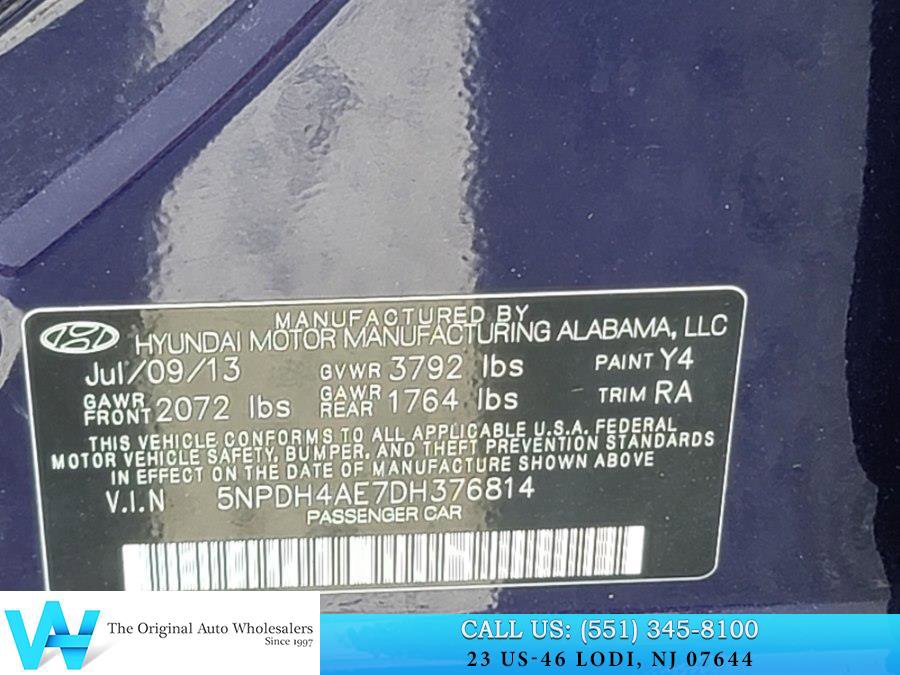 MANUFACTURED BY
HYUNDAI MOTOR MANUFACTURING ALABAMA, LLC
Jul/09/13 GVWR 3792 lbs PAINT Y4
GAWR FRONT 2072 lbs GAWR REAR 1764 lbs TRIM RA
THIS VEHICLE CONFORMS TO ALL APPLICABLE U.S.A. FEDERAL
MOTOR VEHICLE SAFETY, BUMPER, AND THEFT PREVENTION STANDARDS
IN EFFECT ON THE DATE OF MANUFACTURE SHOWN ABOVE
V.I.N 5NPDH4AE7DH376814
PASSENGER CAR
The Original Auto Wholesalers
Since 1997
CALL US: (551) 345-8100
23 US-46 LODI, NJ 07644